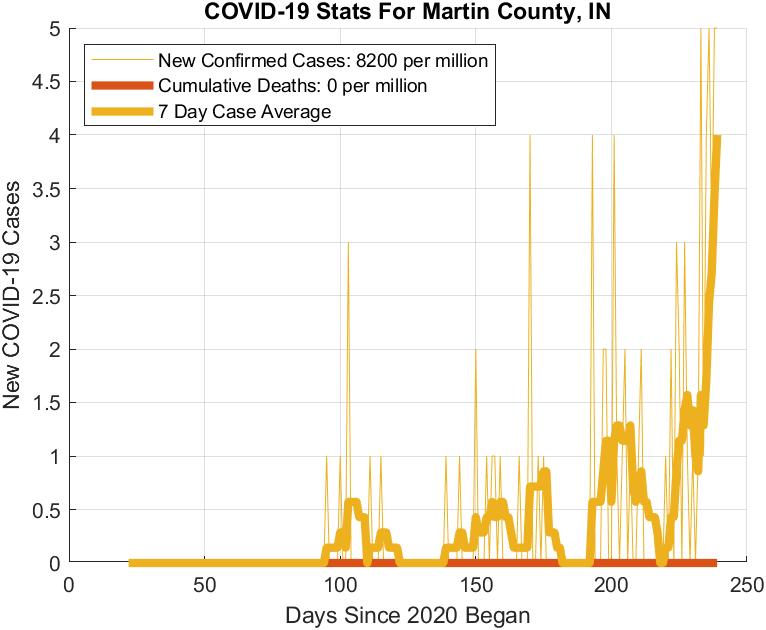 COVID-19 Stats For Martin County, IN
New Confirmed Cases: 8200 per million
Cumulative Deaths: 0 per million
7 Day Case Average
New COVID-19 Cases
5
4.5
4
3.5
3
2.5
2
1.5
1
0.5
0
0 50 100 150 200 250
Days Since 2020 Began